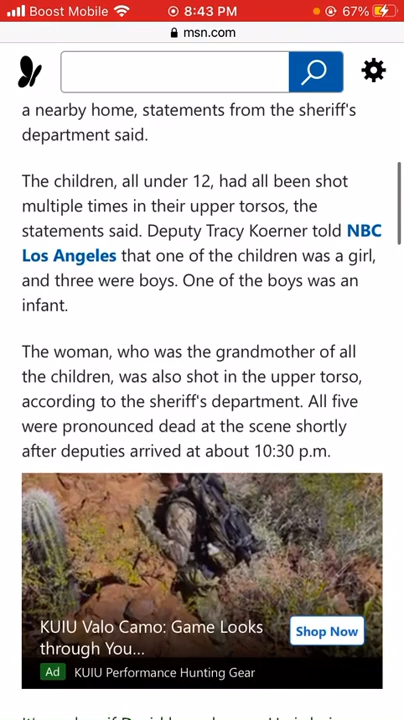 Boost Mobile 8:43 PM 67%
msn.com
a nearby home, statements from the sheriff's
department said.
The children, all under 12, had all been shot
multiple times in their upper torsos, the
statements said. Deputy Tracy Koerner told NBC
Los Angeles that one of the children was a girl,
and three were boys. One of the boys was an
infant.
The woman, who was the grandmother of all
the children, was also shot in the upper torso,
according to the sheriff's department. All five
were pronounced dead at the scene shortly
after deputies arrived at about 10:30 p.m.
KUIU Valo Camo: Game Looks
through You...
Shop Now
Ad KUIU Performance Hunting Gear